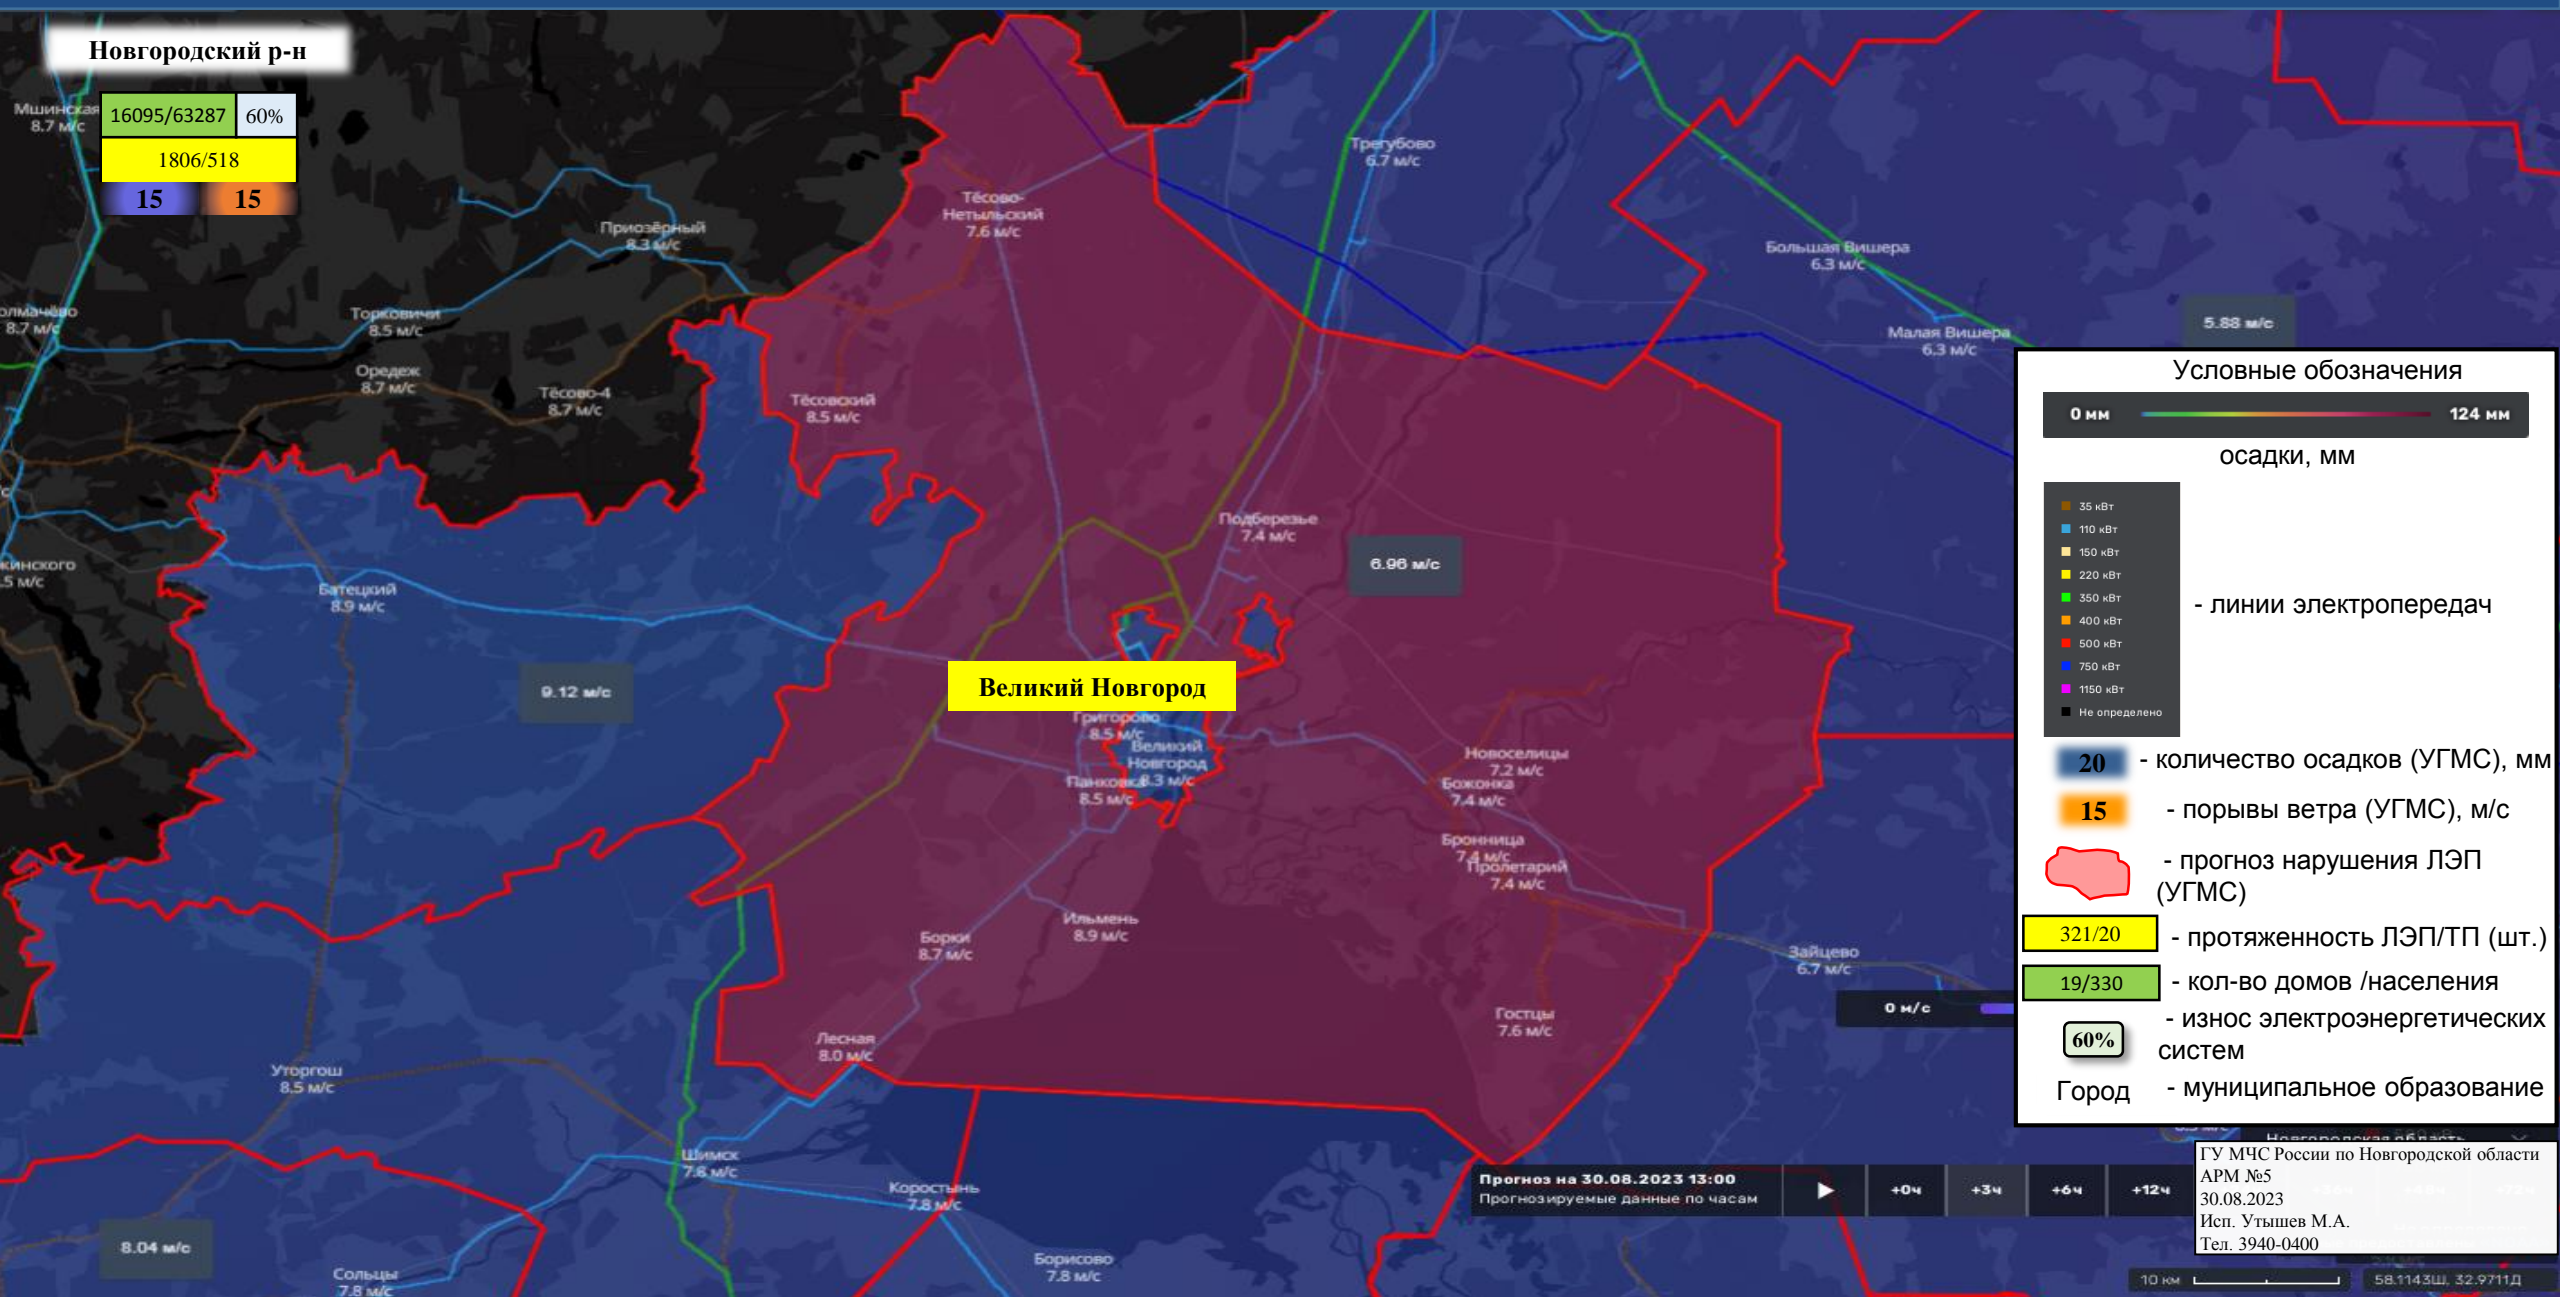 Новгородский р-н
16095/63287 60%
1806/518
15 15
Мшинская
8.7 м/с
8.7 м/с
Приозёрный
8.3 м/с
Торковичи
8.5 м/с
Оредеж
8.7 м/с
Тёсово-4
8.7 м/с
Тёсово-
Нетыльский
7.6 м/с
Тёсовский
8.5 м/с
Трегубово
6.7 м/с
Большая Вишера
6.3 м/с
Малая Вишера
6.3 м/с
5.88 м/с
Подберезье
7.4 м/с
6.96 м/с
Батецкий
8.9 м/с
9.12 м/с
Великий Новгород
Григорово
8.5 м/с
Великий
Новгород
8.3 м/с
Панковка
8.5 м/с
Новоселицы
7.2 м/с
Божонка
7.4 м/с
Бронница
7.4 м/с
Пролетарий
7.4 м/с
Ильмень
8.9 м/с
Борки
8.7 м/с
Зайцево
6.7 м/с
Гостцы
7.6 м/с
Лесная
8.0 м/с
Уторгош
8.5 м/с
Шимск
7.8 м/с
Коростынь
7.8 м/с
Борисово
7.8 м/с
8.04 м/с
Сольцы
7.8 м/с
0 м/с
Условные обозначения
0 мм 124 мм
осадки, мм
35 кВт
110 кВт
150 кВт
220 кВт
350 кВт
400 кВт
500 кВт
750 кВт
1150 кВт
Не определено
- линии электропередач
20 - количество осадков (УГМС), мм
15 - порывы ветра (УГМС), м/с
- прогноз нарушения ЛЭП
(УГМС)
321/20 - протяженность ЛЭП/ТП (шт.)
19/330 - кол-во домов /населения
60% - износ электроэнергетических
систем
Город - муниципальное образование
Новгородская область
Прогноз на 30.08.2023 13:00
Прогнозируемые данные по часам
+0ч +3ч +6ч +12ч
ГУ МЧС России по Новгородской области
АРМ №5
30.08.2023
Исп. Утышев М.А.
Тел. 3940-0400
10 км 58.1143Ш, 32.9711Д